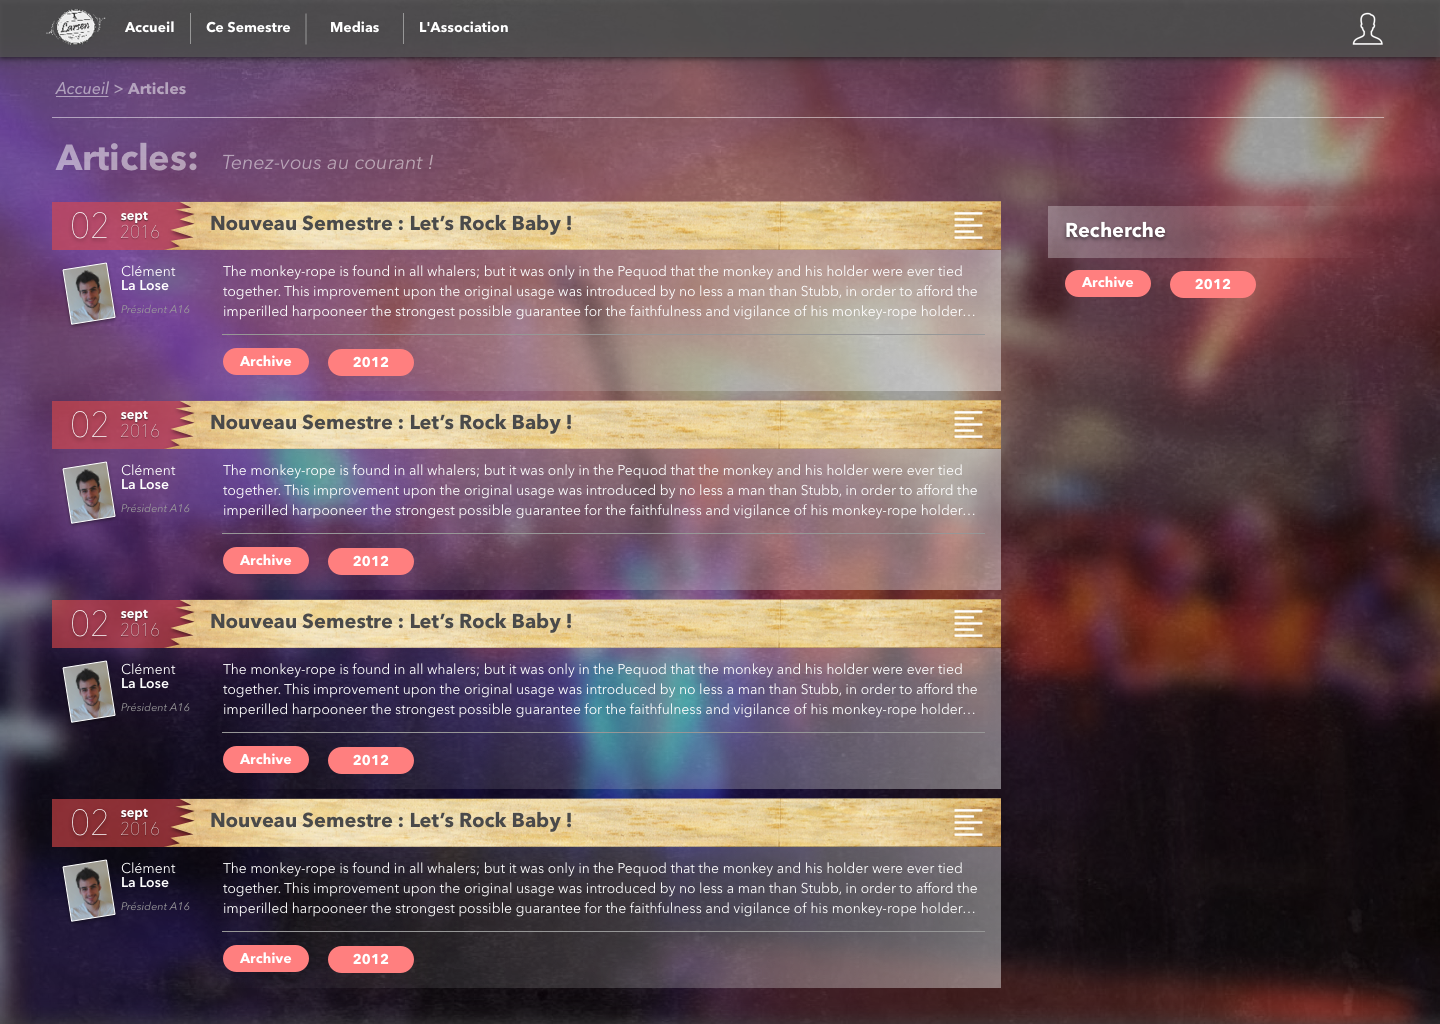 Larsen
Accueil
Ce Semestre
Medias
L'Association
Accueil > Articles
Articles:
Tenez-vous au courant !
02 sept 2016
Nouveau Semestre : Let’s Rock Baby !
Clément
La Lose
Président A16
The monkey-rope is found in all whalers; but it was only in the Pequod that the monkey and his holder were ever tied
together. This improvement upon the original usage was introduced by no less a man than Stubb, in order to afford the
imperilled harpooneer the strongest possible guarantee for the faithfulness and vigilance of his monkey-rope holder…
Archive
2012
02 sept 2016
Nouveau Semestre : Let’s Rock Baby !
Clément
La Lose
Président A16
The monkey-rope is found in all whalers; but it was only in the Pequod that the monkey and his holder were ever tied
together. This improvement upon the original usage was introduced by no less a man than Stubb, in order to afford the
imperilled harpooneer the strongest possible guarantee for the faithfulness and vigilance of his monkey-rope holder…
Archive
2012
02 sept 2016
Nouveau Semestre : Let’s Rock Baby !
Clément
La Lose
Président A16
The monkey-rope is found in all whalers; but it was only in the Pequod that the monkey and his holder were ever tied
together. This improvement upon the original usage was introduced by no less a man than Stubb, in order to afford the
imperilled harpooneer the strongest possible guarantee for the faithfulness and vigilance of his monkey-rope holder…
Archive
2012
02 sept 2016
Nouveau Semestre : Let’s Rock Baby !
Clément
La Lose
Président A16
The monkey-rope is found in all whalers; but it was only in the Pequod that the monkey and his holder were ever tied
together. This improvement upon the original usage was introduced by no less a man than Stubb, in order to afford the
imperilled harpooneer the strongest possible guarantee for the faithfulness and vigilance of his monkey-rope holder…
Archive
2012
Recherche
Archive
2012